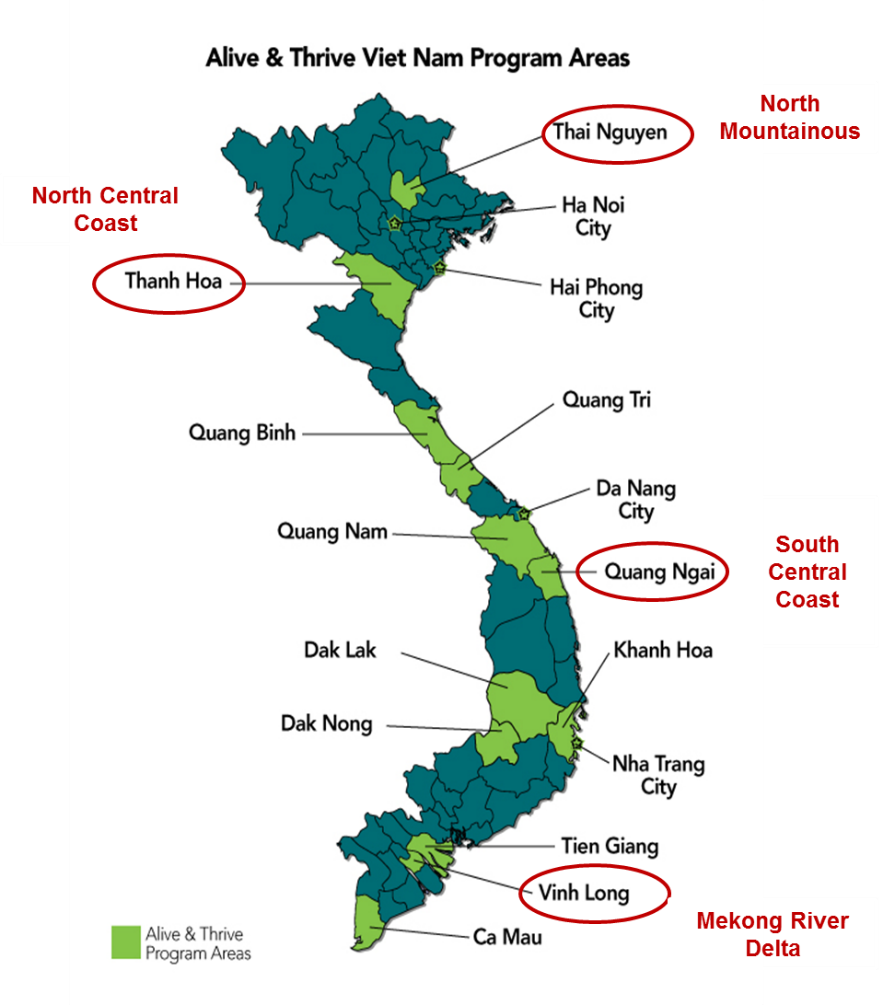 Alive & Thrive Viet Nam Program Areas
North
Mountainous
Thai Nguyen
North Central
Coast
Ha Noi
City
Thanh Hoa
Hai Phong
City
Quang Tri
Quang Binh
Da Nang
City
Quang Nam
South
Central
Coast
Quang Ngai
Dak Lak
Khanh Hoa
Dak Nong
Nha Trang
City
Tien Giang
Vinh Long
Mekong River
Delta
Ca Mau
Alive & Thrive
Program Areas